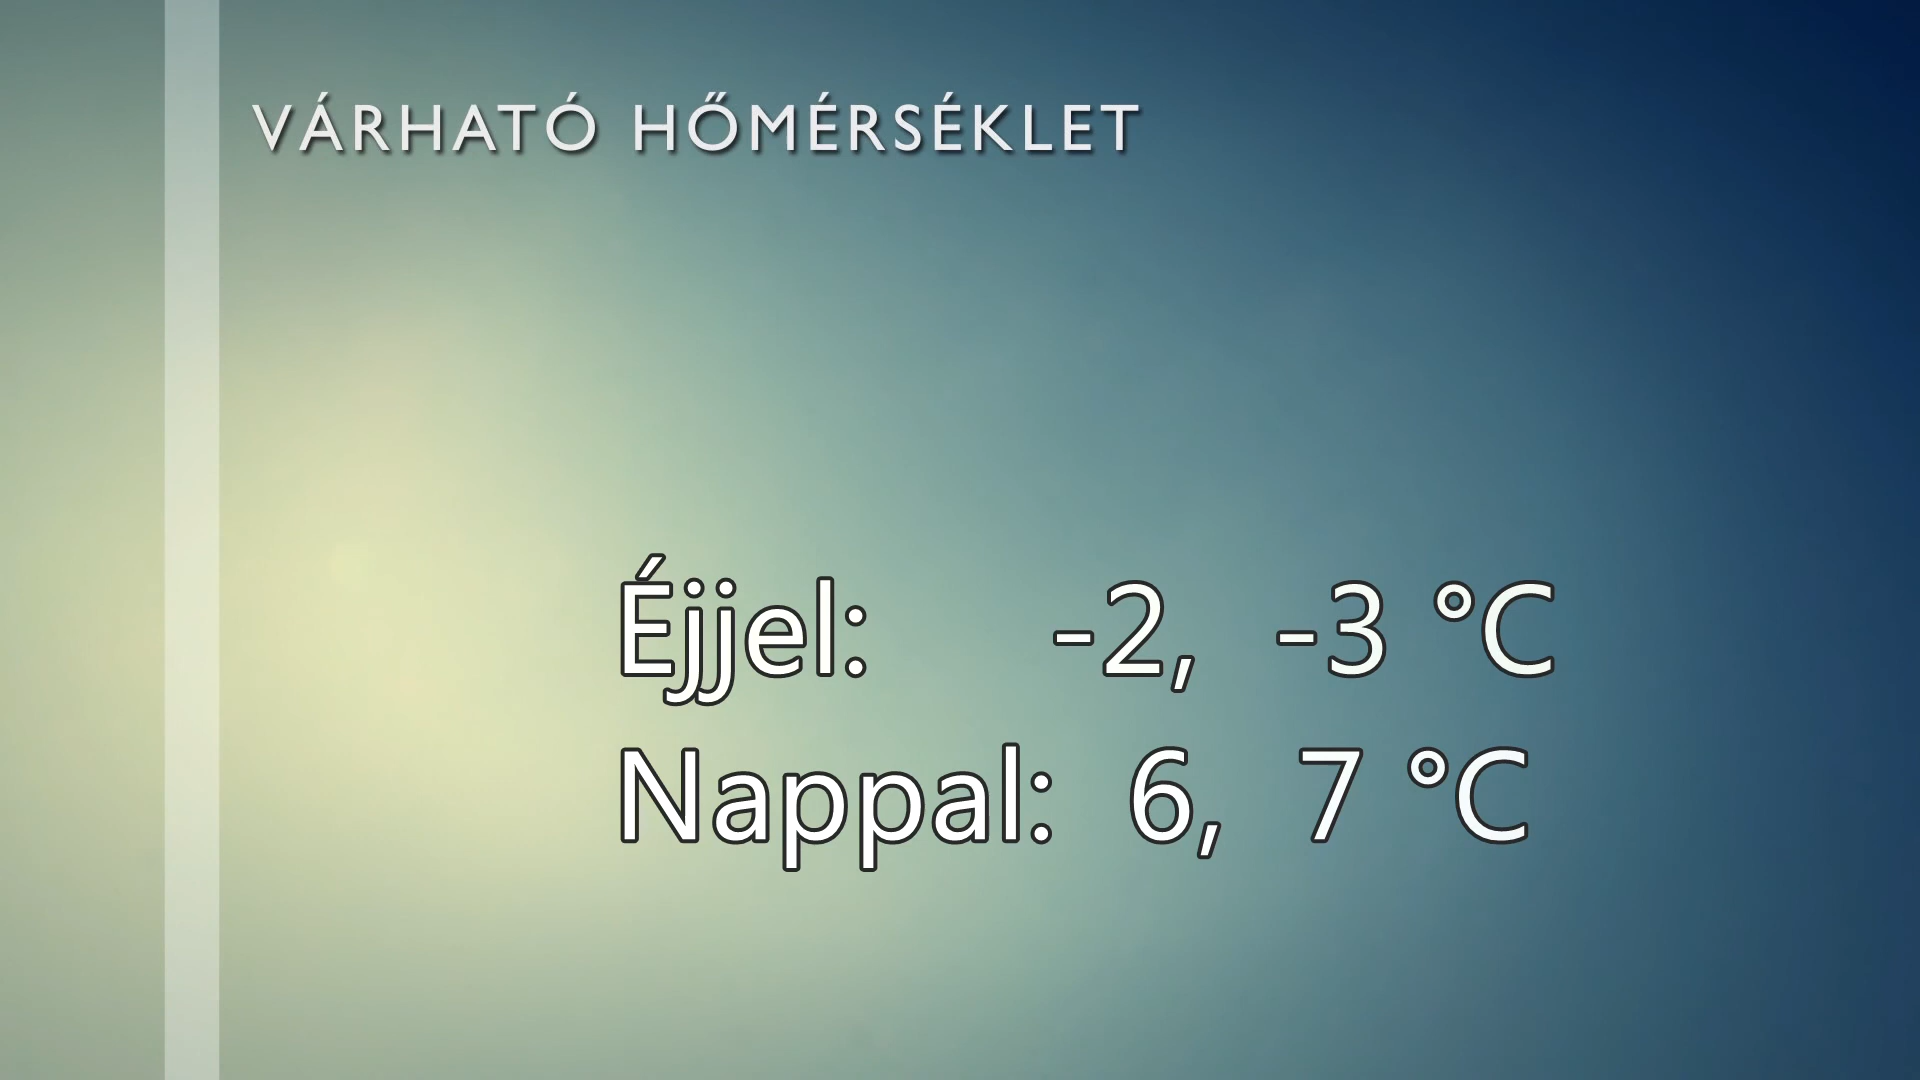 VÁRHATÓ HŐMÉRSÉKLET
Éjjel: -2, -3 °C
Nappal: 6, 7 °C